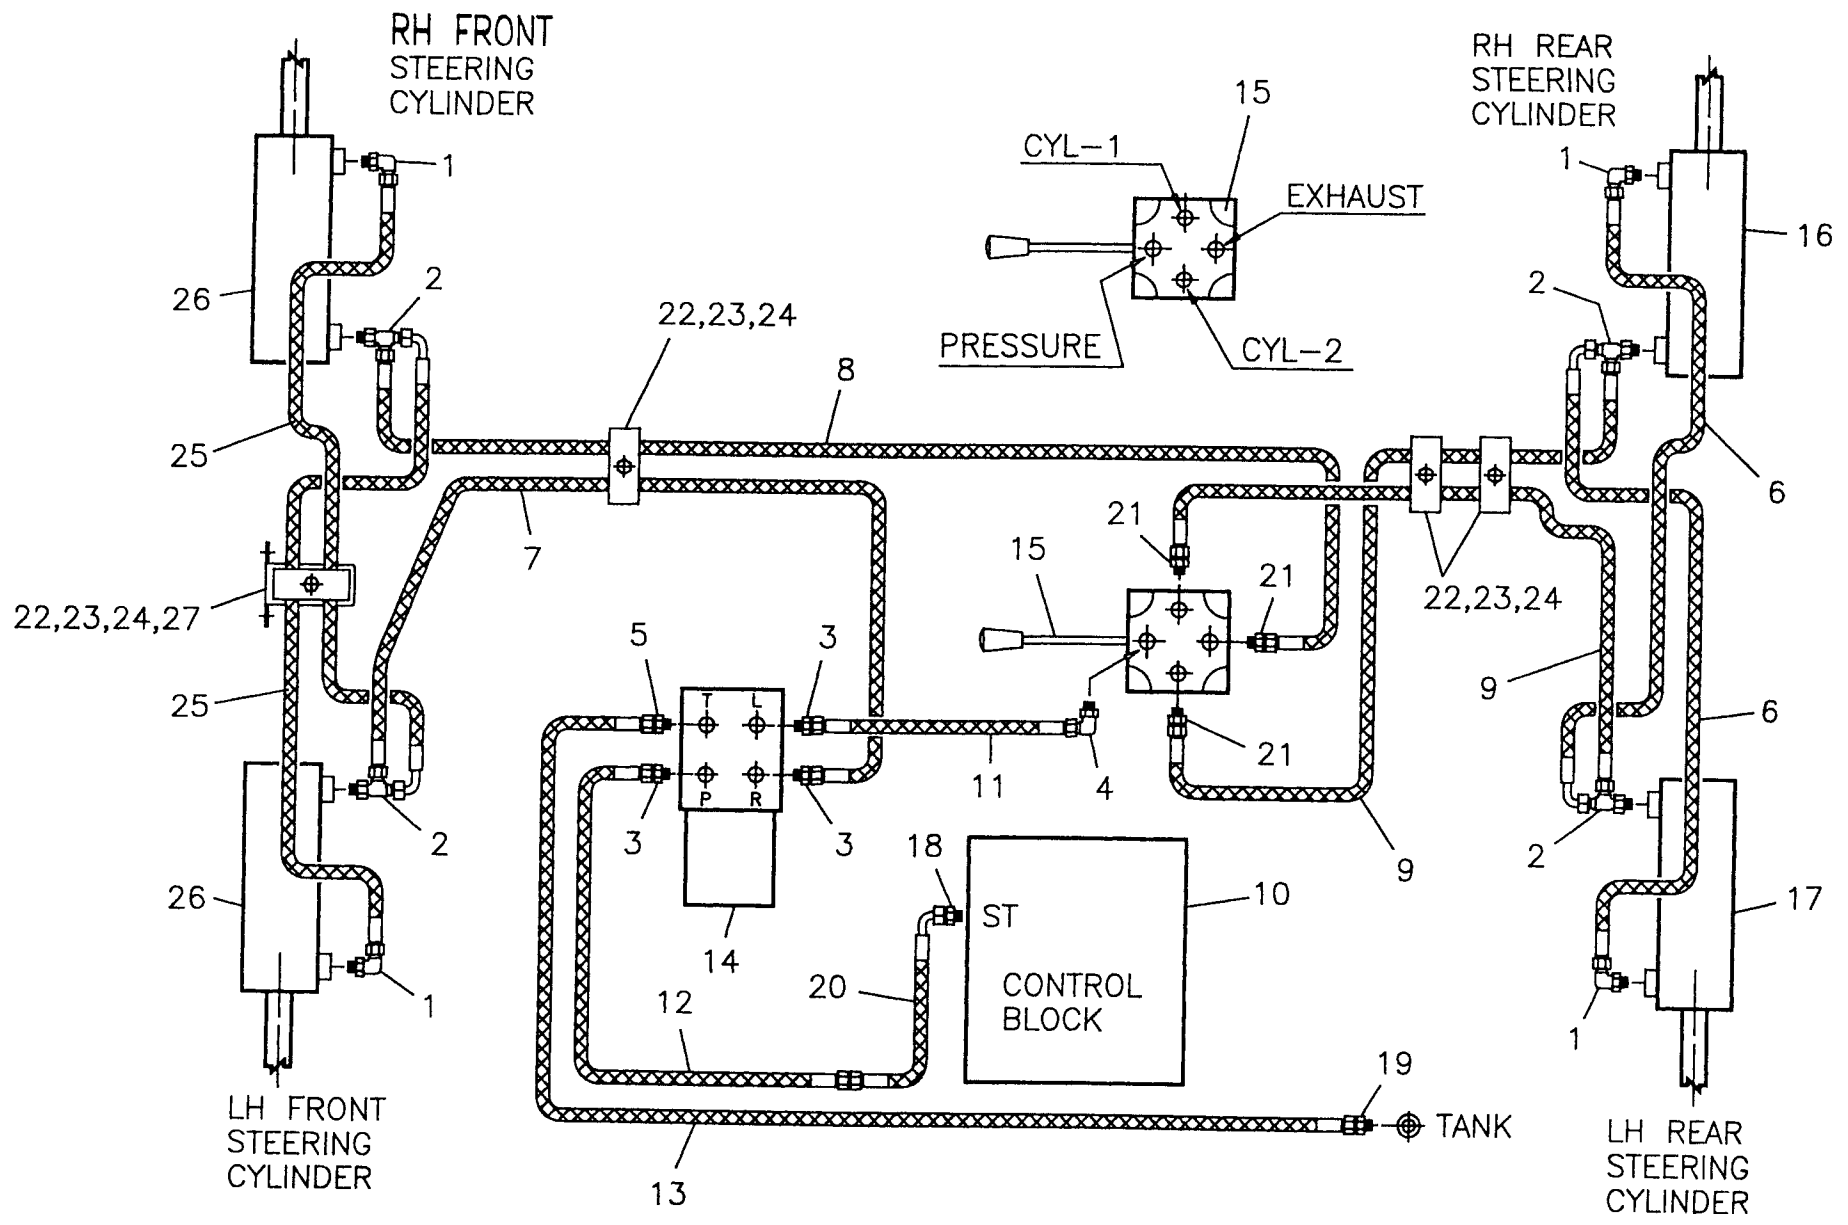 RH FRONT
STEERING
CYLINDER
RH REAR
STEERING
CYLINDER
15
CYL-1
EXHAUST
1
1
16
26
2
2
22,23,24
PRESSURE
CYL-2
8
25
6
7
21
15
21
22,23,24
22,23,24,27
5
3
9
25
T L
6
P R
11
4
21
2
3
3
18
9
2
26
10
17
ST
14
1
20
CONTROL
BLOCK
12
1
19
LH FRONT
STEERING
CYLINDER
TANK
LH REAR
STEERING
CYLINDER
13